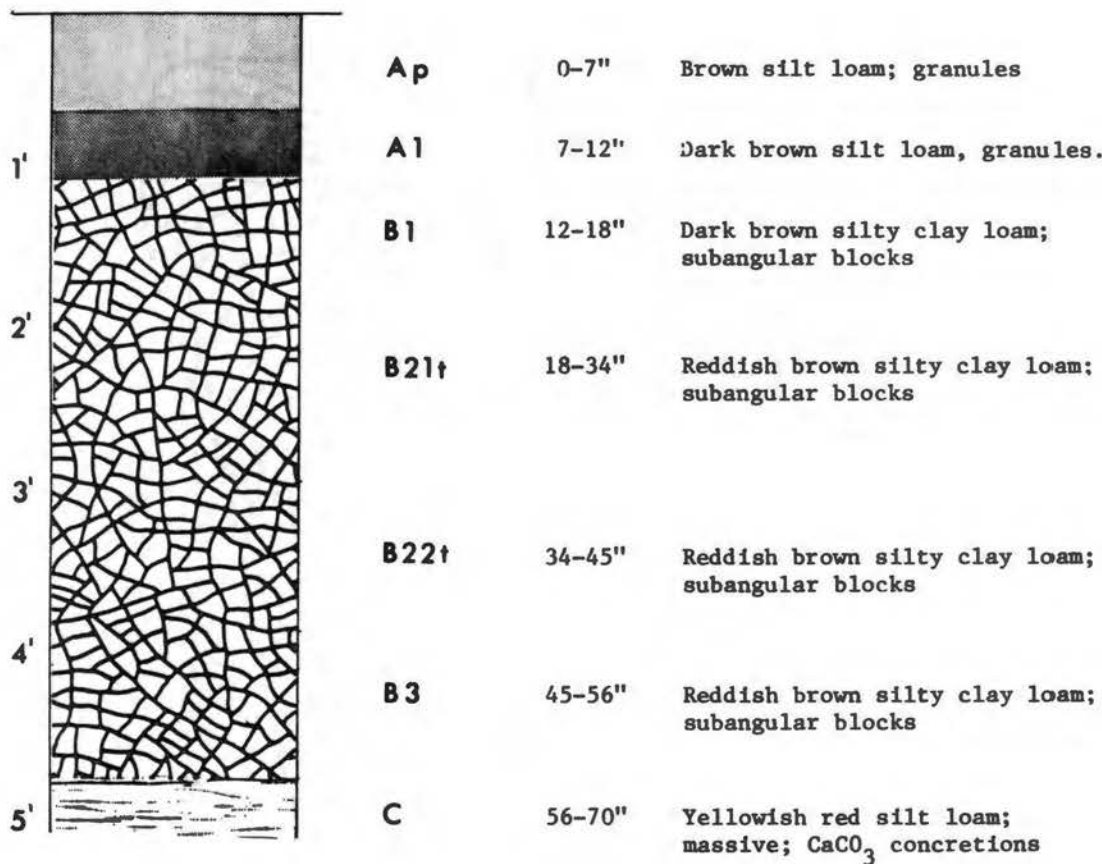 Ap 0-7" Brown silt loam; granules
1' A1 7-12" Dark brown silt loam, granules.
B1 12-18" Dark brown silty clay loam;
subangular blocks
2'
B21t 18-34" Reddish brown silty clay loam;
subangular blocks
3'
B22t 34-45" Reddish brown silty clay loam;
subangular blocks
4'
B3 45-56" Reddish brown silty clay loam;
subangular blocks
5' C 56-70" Yellowish red silt loam;
massive; CaCO₃ concretions